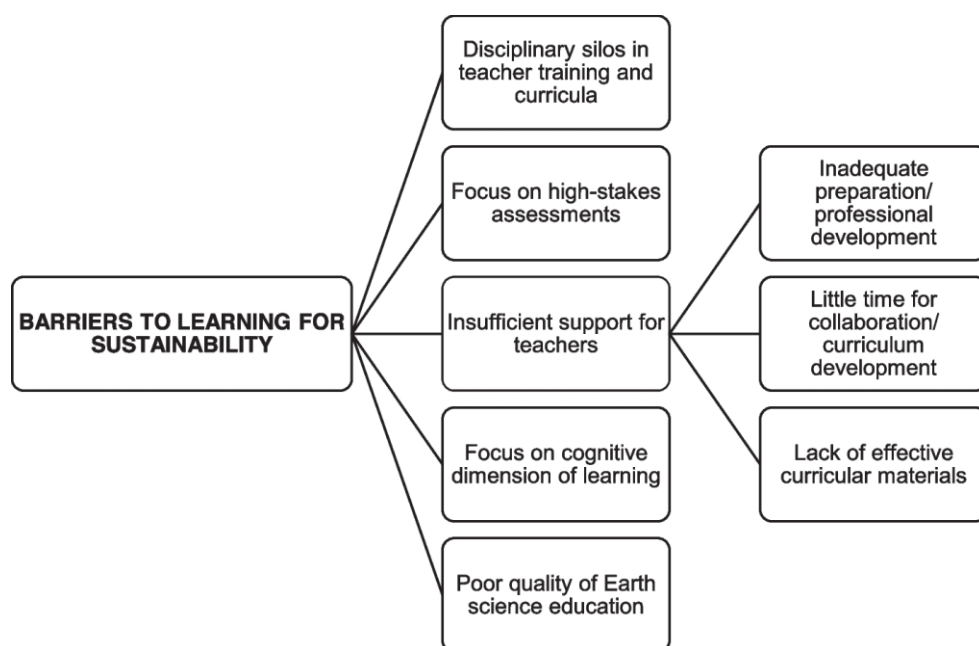 Disciplinary silos in
teacher training and
curricula
Focus on high-stakes
assessments
BARRIERS TO LEARNING FOR
SUSTAINABILITY
Insufficient support for
teachers
Focus on cognitive
dimension of learning
Poor quality of Earth
science education
Inadequate
preparation/
professional
development
Little time for
collaboration/
curriculum development
Lack of effective
curricular materials